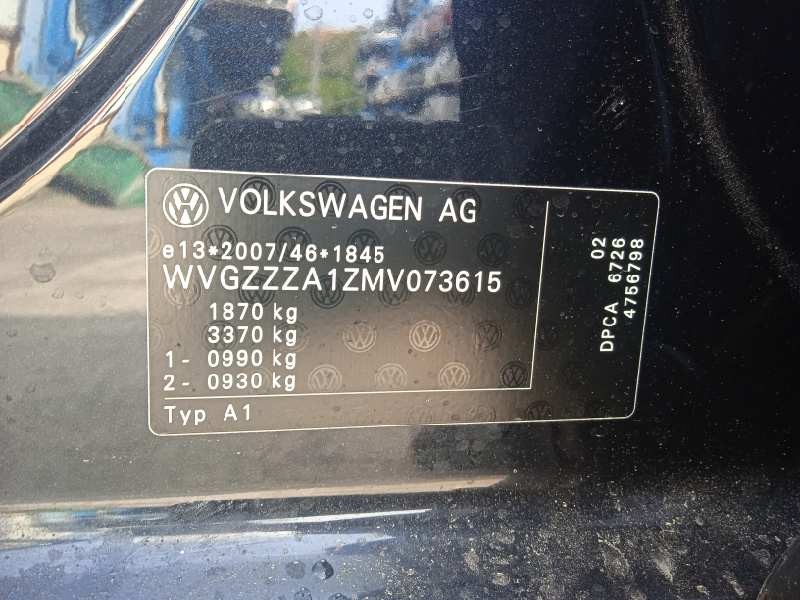 VOLKSWAGEN AG
e13*2007/46*1845
WVGZZZA1ZMV073615
1870 kg
3370 kg
1- 0990 kg
2- 0930 kg
Typ A1
02
DPCA 6726
4756798